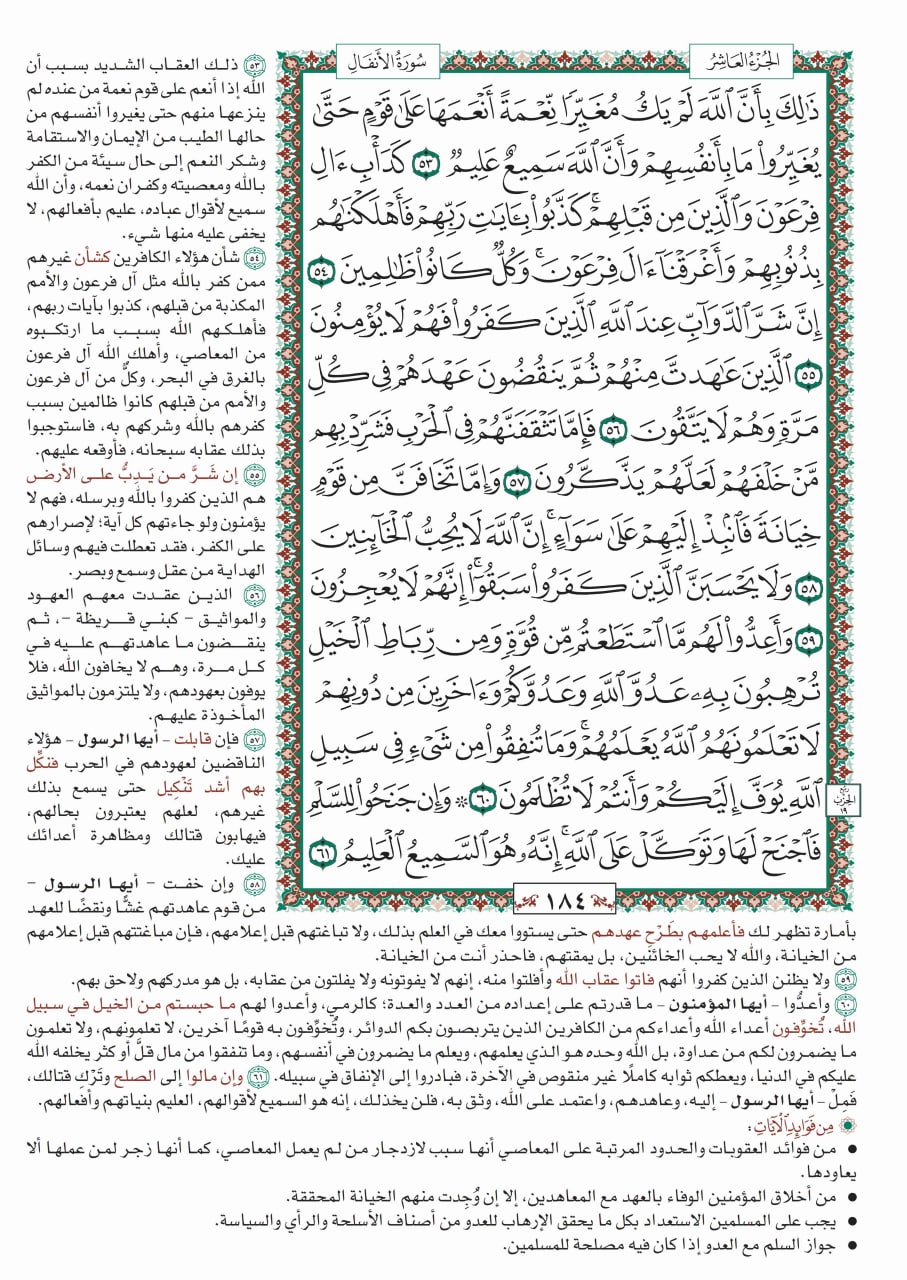 الجُزْءُ العَاشِرُ
سُورَةُ الأَنفَالِ
ذَٰلِكَ بِأَنَّ ٱللَّهَ لَمْ يَكُ مُغَيِّرًا نِّعْمَةً أَنْعَمَهَا عَلَىٰ قَوْمٍ حَتَّىٰ
يُغَيِّرُوا۟ مَا بِأَنفُسِهِمْ وَأَنَّ ٱللَّهَ سَمِيعٌ عَلِيمٌ ٥٣ كَدَأْبِ ءَالِ
فِرْعَوْنَ وَٱلَّذِينَ مِن قَبْلِهِمْ ۚ كَذَّبُوا۟ بِـَٔايَـٰتِ رَبِّهِمْ فَأَهْلَكْنَـٰهُم
بِذُنُوبِهِمْ وَأَغْرَقْنَآ ءَالَ فِرْعَوْنَ ۚ وَكُلٌّ كَانُوا۟ ظَـٰلِمِينَ ٥٤
إِنَّ شَرَّ ٱلدَّوَآبِّ عِندَ ٱللَّهِ ٱلَّذِينَ كَفَرُوا۟ فَهُمْ لَا يُؤْمِنُونَ
٥٥ ٱلَّذِينَ عَـٰهَدتَّ مِنْهُمْ ثُمَّ يَنقُضُونَ عَهْدَهُمْ فِى كُلِّ
مَرَّةٍ وَهُمْ لَا يَتَّقُونَ ٥٦ فَإِمَّا تَثْقَفَنَّهُمْ فِى ٱلْحَرْبِ فَشَرِّدْ بِهِم
مَّنْ خَلْفَهُمْ لَعَلَّهُمْ يَذَّكَّرُونَ ٥٧ وَإِمَّا تَخَافَنَّ مِن قَوْمٍ
خِيَانَةً فَٱنۢبِذْ إِلَيْهِمْ عَلَىٰ سَوَآءٍ ۚ إِنَّ ٱللَّهَ لَا يُحِبُّ ٱلْخَآئِنِينَ
٥٨ وَلَا يَحْسَبَنَّ ٱلَّذِينَ كَفَرُوا۟ سَبَقُوٓا۟ ۚ إِنَّهُمْ لَا يُعْجِزُونَ
٥٩ وَأَعِدُّوا۟ لَهُم مَّا ٱسْتَطَعْتُم مِّن قُوَّةٍ وَمِن رِّبَاطِ ٱلْخَيْلِ
تُرْهِبُونَ بِهِۦ عَدُوَّ ٱللَّهِ وَعَدُوَّكُمْ وَءَاخَرِينَ مِن دُونِهِمْ
لَا تَعْلَمُونَهُمُ ٱللَّهُ يَعْلَمُهُمْ ۚ وَمَا تُنفِقُوا۟ مِن شَىْءٍ فِى سَبِيلِ
ٱللَّهِ يُوَفَّ إِلَيْكُمْ وَأَنتُمْ لَا تُظْلَمُونَ ٦٠ ۞ وَإِن جَنَحُوا۟ لِلسَّلْمِ
فَٱجْنَحْ لَهَا وَتَوَكَّلْ عَلَى ٱللَّهِ ۚ إِنَّهُۥ هُوَ ٱلسَّمِيعُ ٱلْعَلِيمُ ٦١
ربع
الحزب
١٩
١٨٤
٥٣ ذلك العقاب الشديد بسبب أن
الله إذا أنعم على قوم نعمة من عنده لم
ينزعها منهم حتى يغيروا أنفسهم من
حالها الطيب من الإيمان والاستقامة
وشكر النعم إلى حال سيئة من الكفر
بالله ومعصيته وكفران نعمه، وأن الله
سميع لأقوال عباده، عليم بأفعالهم، لا
يخفى عليه منها شيء.
٥٤ شأن هؤلاء الكافرين كشأن غيرهم
ممن كفر بالله مثل آل فرعون والأمم
المكذبة من قبلهم، كذبوا بآيات ربهم،
فأهلكهم الله بسبب ما ارتكبوه
من المعاصي، وأهلك الله آل فرعون
بالغرق في البحر، وكلٌّ من آل فرعون
والأمم من قبلهم كانوا ظالمين بسبب
كفرهم بالله وشركهم به، فاستوجبوا
بذلك عقابه سبحانه، فأوقعه عليهم.
٥٥ إن شَرَّ من يَدِبُّ على الأرض
هم الذين كفروا بالله وبرسله، فهم لا
يؤمنون ولو جاءتهم كل آية؛ لإصرارهم
على الكفر، فقد تعطلت فيهم وسائل
الهداية من عقل وسمع وبصر.
٥٦ الذين عقدت معهم العهود
والمواثيق - كبني قريظة -، ثم
ينقضون ما عاهدتهم عليه في
كل مرة، وهم لا يخافون الله، فلا
يوفون بعهودهم، ولا يلتزمون بالمواثيق
المأخوذة عليهم.
٥٧ فإن قابلت - أيها الرسول - هؤلاء
الناقضين لعهودهم في الحرب فنكِّل
بهم أشد تَنْكِيل حتى يسمع بذلك
غيرهم، لعلهم يعتبرون بحالهم،
فيهابون قتالك ومظاهرة أعدائك
عليك.
٥٨ وإن خفت - أيها الرسول -
من قوم عاهدتهم غشًّا ونقضًا للعهد
بأمارة تظهر لك فأعلمهم بطَرْحِ عهدهم حتى يستووا معك في العلم بذلك، ولا تباغتهم قبل إعلامهم، فإن مباغتتهم قبل إعلامهم
من الخيانة، والله لا يحب الخائنين، بل يمقتهم، فاحذر أنت من الخيانة.
٥٩ ولا يظنن الذين كفروا أنهم فاتوا عقاب الله وأفلتوا منه، إنهم لا يفوتونه ولا يفلتون من عقابه، بل هو مدركهم ولاحق بهم.
٦٠ وأعدُّوا - أيها المؤمنون - ما قدرتم على إعداده من العدد والعدة؛ كالرمي، وأعدوا لهم ما حبستم من الخيل في سبيل
الله، تُخوِّفون أعداء الله وأعداءكم من الكافرين الذين يتربصون بكم الدوائر، وتُخوِّفون به قومًا آخرين، لا تعلمونهم، ولا تعلمون
ما يضمرون لكم من عداوة، بل الله وحده هو الذي يعلمهم، ويعلم ما يضمرون في أنفسهم، وما تنفقوا من مال قلَّ أو كثر يخلفه الله
عليكم في الدنيا، ويعطكم ثوابه كاملًا غير منقوص في الآخرة، فبادروا إلى الإنفاق في سبيله. ٦١ وإن مالوا إلى الصلح وتَرْكِ قتالك،
فَمِلْ - أيها الرسول - إليه، وعاهدهم، واعتمد على الله، وثق به، فلن يخذلك، إنه هو السميع لأقوالهم، العليم بنياتهم وأفعالهم.
مِن فَوَائِدِ الآيَاتِ:
● من فوائد العقوبات والحدود المرتبة على المعاصي أنها سبب لازدجار من لم يعمل المعاصي، كما أنها زجر لمن عملها ألا
يعاودها.
● من أخلاق المؤمنين الوفاء بالعهد مع المعاهدين، إلا إن وُجِدت منهم الخيانة المحققة.
● يجب على المسلمين الاستعداد بكل ما يحقق الإرهاب للعدو من أصناف الأسلحة والرأي والسياسة.
● جواز السلم مع العدو إذا كان فيه مصلحة للمسلمين.